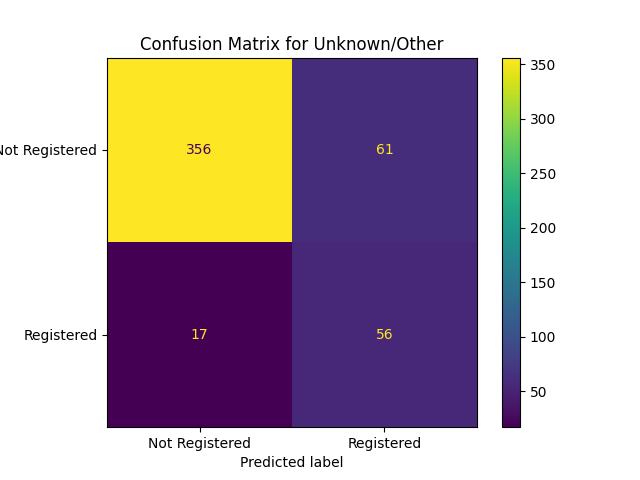 Confusion Matrix for Unknown/Other
Not Registered
356
61
Registered
17
56
Not Registered
Registered
Predicted label
350
300
250
200
150
100
50